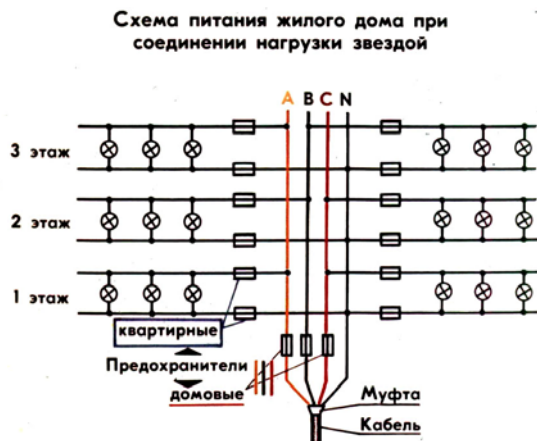 Схема питания жилого дома при
соединении нагрузки звездой
A B C N
3 этаж
2 этаж
1 этаж
квартирные
Предохранители
домовые
Муфта
Кабель